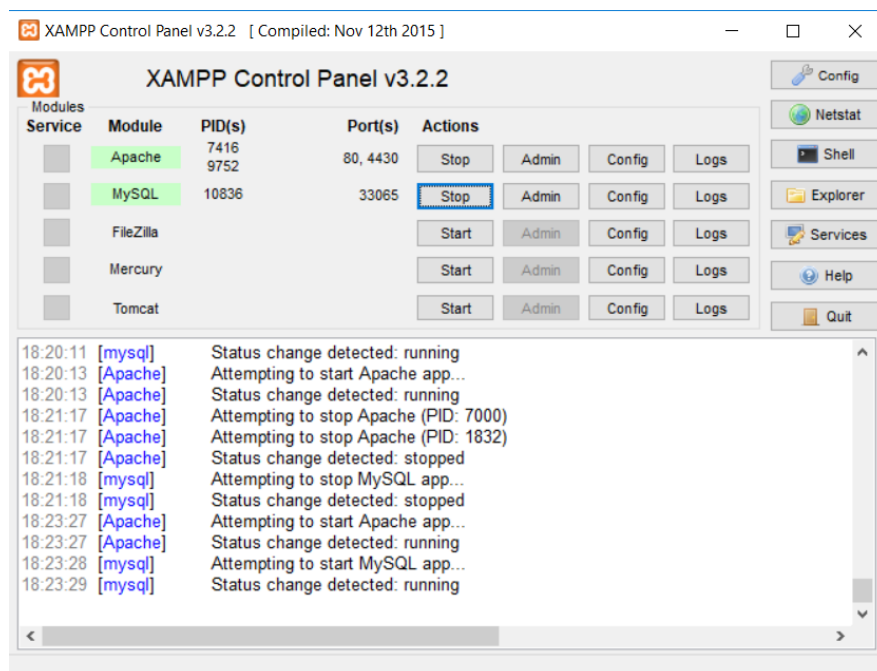 XAMPP Control Panel v3.2.2 [ Compiled: Nov 12th 2015 ]
XAMPP Control Panel v3.2.2
Config
Modules
Service Module PID(s) Port(s) Actions
Netstat
Apache 7416 9752 80, 4430 Stop Admin Config Logs
Shell
MySQL 10836 33065 Stop Admin Config Logs
Explorer
FileZilla Start Admin Config Logs
Services
Mercury Start Admin Config Logs
Help
Tomcat Start Admin Config Logs
Quit
18:20:11 [mysql] Status change detected: running
18:20:13 [Apache] Attempting to start Apache app...
18:20:13 [Apache] Status change detected: running
18:21:17 [Apache] Attempting to stop Apache (PID: 7000)
18:21:17 [Apache] Attempting to stop Apache (PID: 1832)
18:21:17 [Apache] Status change detected: stopped
18:21:18 [mysql] Attempting to stop MySQL app...
18:21:18 [mysql] Status change detected: stopped
18:23:27 [Apache] Attempting to start Apache app...
18:23:27 [Apache] Status change detected: running
18:23:28 [mysql] Attempting to start MySQL app...
18:23:29 [mysql] Status change detected: running